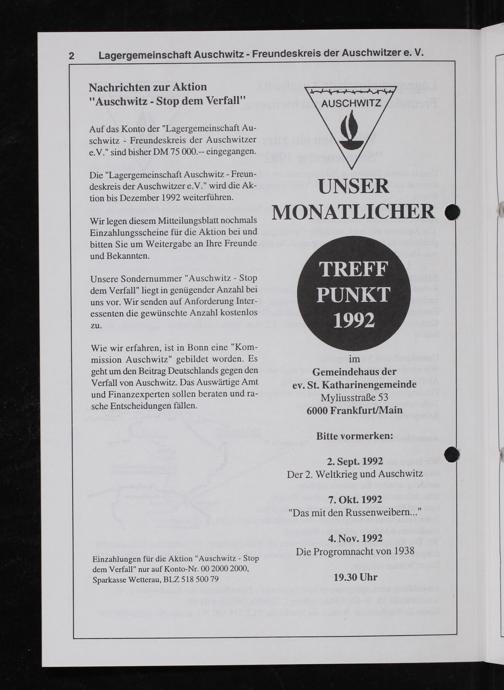 2 Lagergemeinschaft Auschwitz - Freundeskreis der Auschwitzer e. V.
Nachrichten zur Aktion
"Auschwitz - Stop dem Verfall"
Auf das Konto der "Lagergemeinschaft Au-
schwitz - Freundeskreis der Auschwitzer
e.V." sind bisher DM 75 000.-- eingegangen.
Die "Lagergemeinschaft Auschwitz - Freun-
deskreis der Auschwitzer e.V." wird die Ak-
tion bis Dezember 1992 weiterführen.
Wir legen diesem Mitteilungsblatt nochmals
Einzahlungsscheine für die Aktion bei und
bitten Sie um Weitergabe an Ihre Freunde
und Bekannten.
Unsere Sondernummer "Auschwitz - Stop
dem Verfall" liegt in genügender Anzahl bei
uns vor. Wir senden auf Anforderung Inter-
essenten die gewünschte Anzahl kostenlos
zu.
Wie wir erfahren, ist in Bonn eine "Kom-
mission Auschwitz" gebildet worden. Es
geht um den Beitrag Deutschlands gegen den
Verfall von Auschwitz. Das Auswärtige Amt
und Finanzexperten sollen beraten und ra-
sche Entscheidungen fällen.
Einzahlungen für die Aktion "Auschwitz - Stop
dem Verfall" nur auf Konto-Nr. 00 2000 2000,
Sparkasse Wetterau, BLZ 518 500 79
AUSCHWITZ
UNSER
MONATLICHER
TREFF
PUNKT
1992
im
Gemeindehaus der
ev. St. Katharinengemeinde
Myliusstraße 53
6000 Frankfurt/Main
Bitte vormerken:
2. Sept. 1992
Der 2. Weltkrieg und Auschwitz
7. Okt. 1992
"Das mit den Russenweibern..."
4. Nov. 1992
Die Progromnacht von 1938
19.30 Uhr